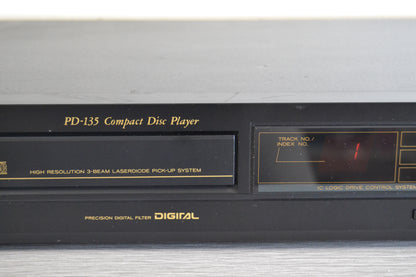 PD-135 Compact Disc Player
HIGH RESOLUTION 3-BEAM LASERDIODE PICK-UP SYSTEM
PRECISION DIGITAL FILTER DIGITAL
TRACK NO./
INDEX NO.
1
IC-LOGIC DRIVE CONTROL SYSTEM